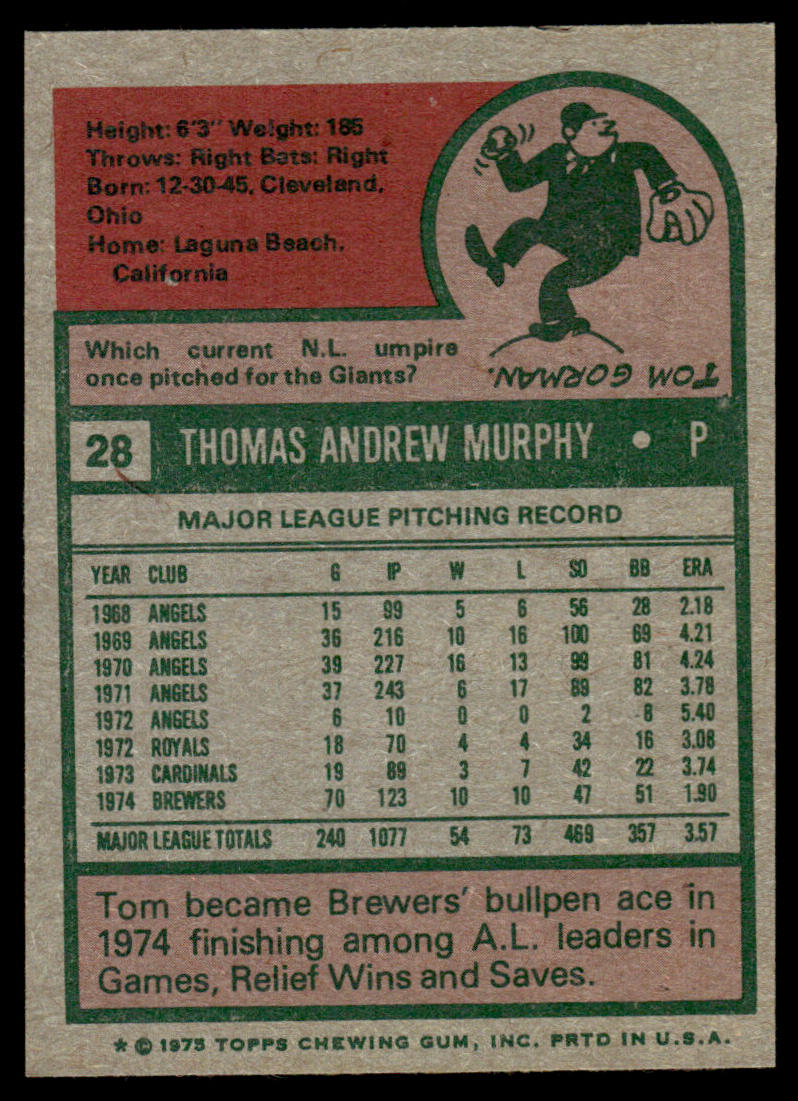 Height: 6'3" Weight: 185
Throws: Right Bats: Right
Born: 12-30-45, Cleveland,
Ohio
Home: Laguna Beach,
California
Which current N.L. umpire
once pitched for the Giants?
TOM GORMAN.
28 THOMAS ANDREW MURPHY • P
MAJOR LEAGUE PITCHING RECORD
YEAR CLUB G IP W L SO BB ERA
1968 ANGELS 15 99 5 6 56 28 2.18
1969 ANGELS 36 216 10 16 100 69 4.21
1970 ANGELS 39 227 16 13 99 81 4.24
1971 ANGELS 37 243 6 17 89 82 3.78
1972 ANGELS 6 10 0 0 2 8 5.40
1972 ROYALS 18 70 4 4 34 16 3.08
1973 CARDINALS 19 89 3 7 42 22 3.74
1974 BREWERS 70 123 10 10 47 51 1.90
MAJOR LEAGUE TOTALS 240 1077 54 73 469 357 3.57
Tom became Brewers' bullpen ace in
1974 finishing among A.L. leaders in
Games, Relief Wins and Saves.
* © 1975 TOPPS CHEWING GUM, INC. PRTD IN U.S.A.